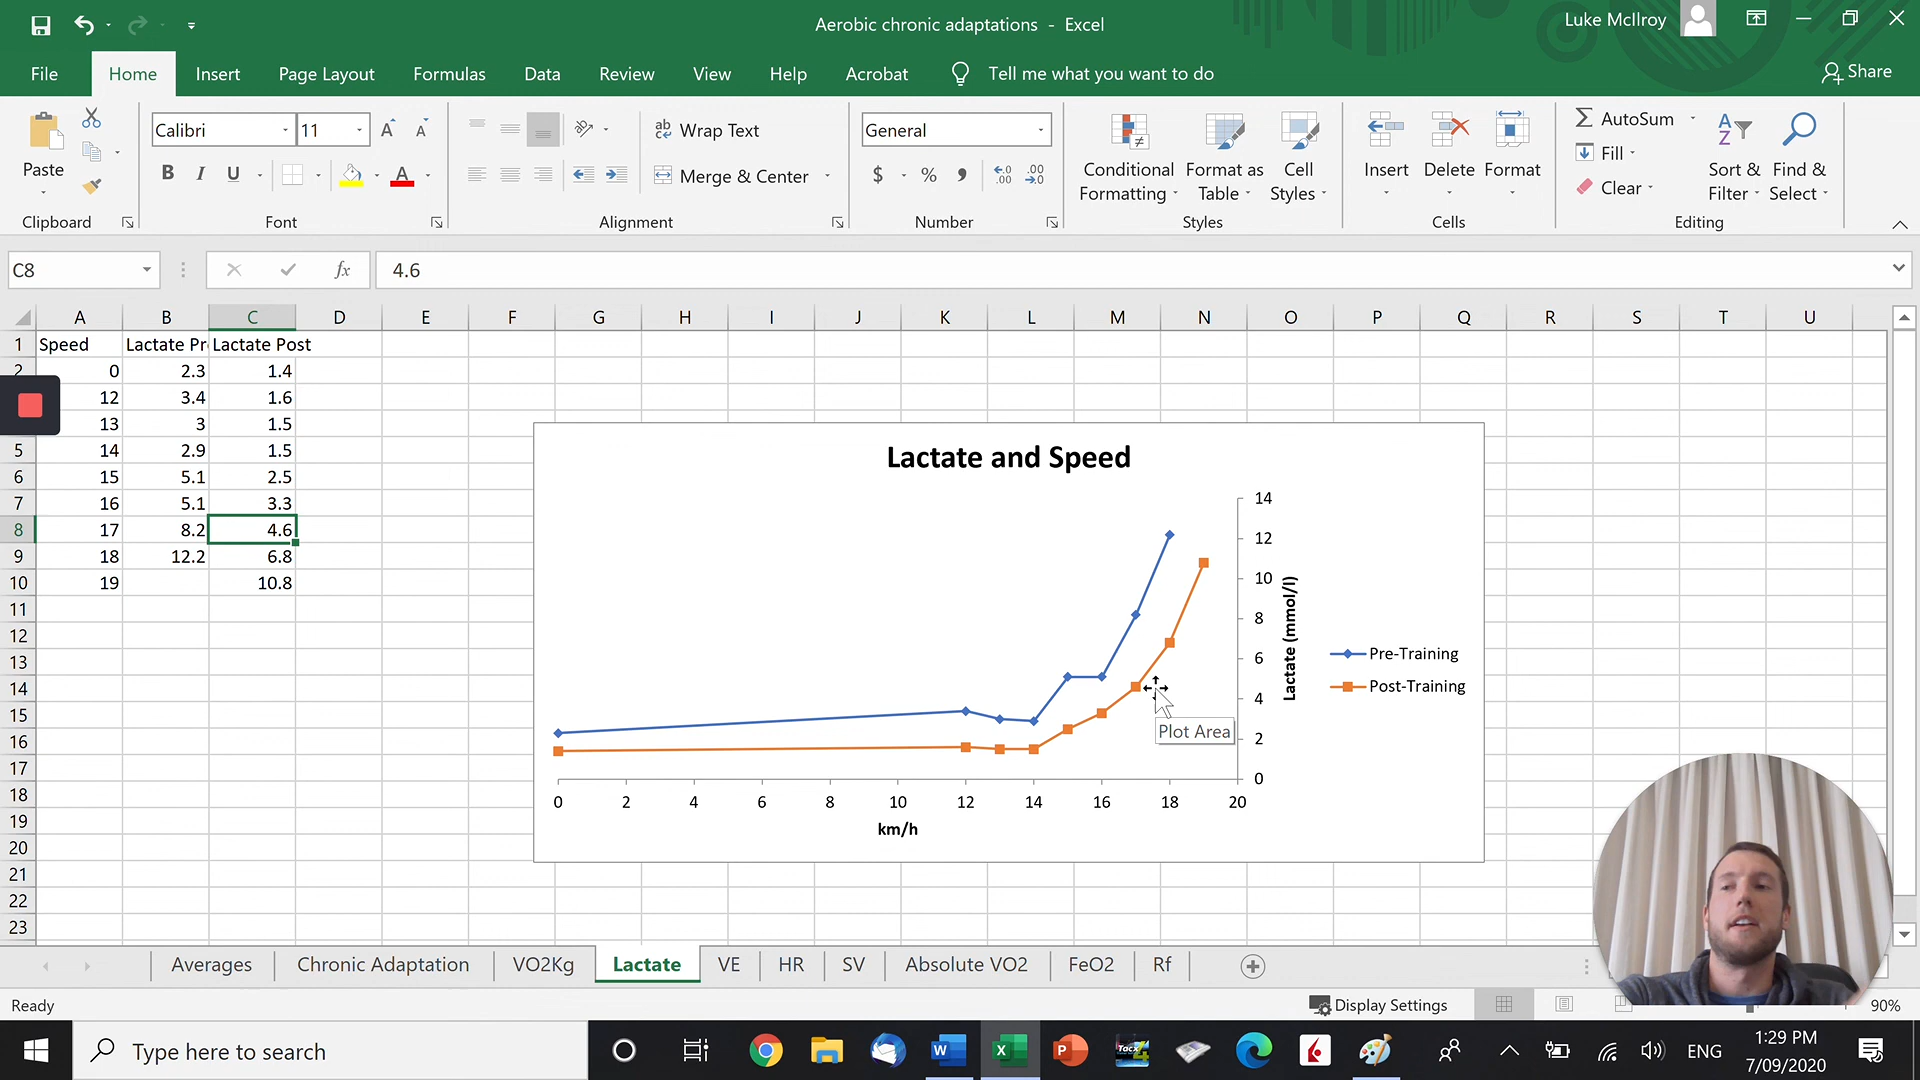 Aerobic chronic adaptations - Excel
Luke McIlroy
File Home Insert Page Layout Formulas Data Review View Help Acrobat Tell me what you want to do Share
Paste
Clipboard
Calibri 11
B I U
Font
Wrap Text
Merge & Center
Alignment
General
$ %
Number
Conditional Formatting
Format as Table
Cell Styles
Styles
Insert Delete Format
Cells
AutoSum
Fill
Clear
Sort & Filter
Find & Select
Editing
C8 fx 4.6
A B C D E F G H I J K L M N O P Q R S T U
1 Speed Lactate Pr Lactate Post
2 0 2.3 1.4
12 3.4 1.6
13 3 1.5
5 14 2.9 1.5
6 15 5.1 2.5
7 16 5.1 3.3
8 17 8.2 4.6
9 18 12.2 6.8
10 19 10.8
11
12
13
14
15
16
17
18
19
20
21
22
23
Lactate and Speed
14
12
10
8
6
4
2
0
Lactate (mmol/l)
Pre-Training
Post-Training
Plot Area
0 2 4 6 8 10 12 14 16 18 20
km/h
Averages Chronic Adaptation VO2Kg Lactate VE HR SV Absolute VO2 FeO2 Rf
Ready Display Settings 90%
Type here to search
ENG
1:29 PM
7/09/2020